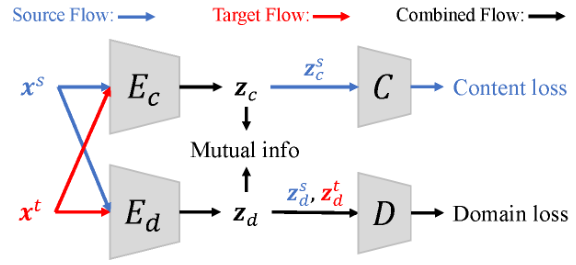 Source Flow: Target Flow: Combined Flow:
x^s E_c z_c z_c^s C Content loss
Mutual info
x^t E_d z_d z_d^s, z_d^t D Domain loss